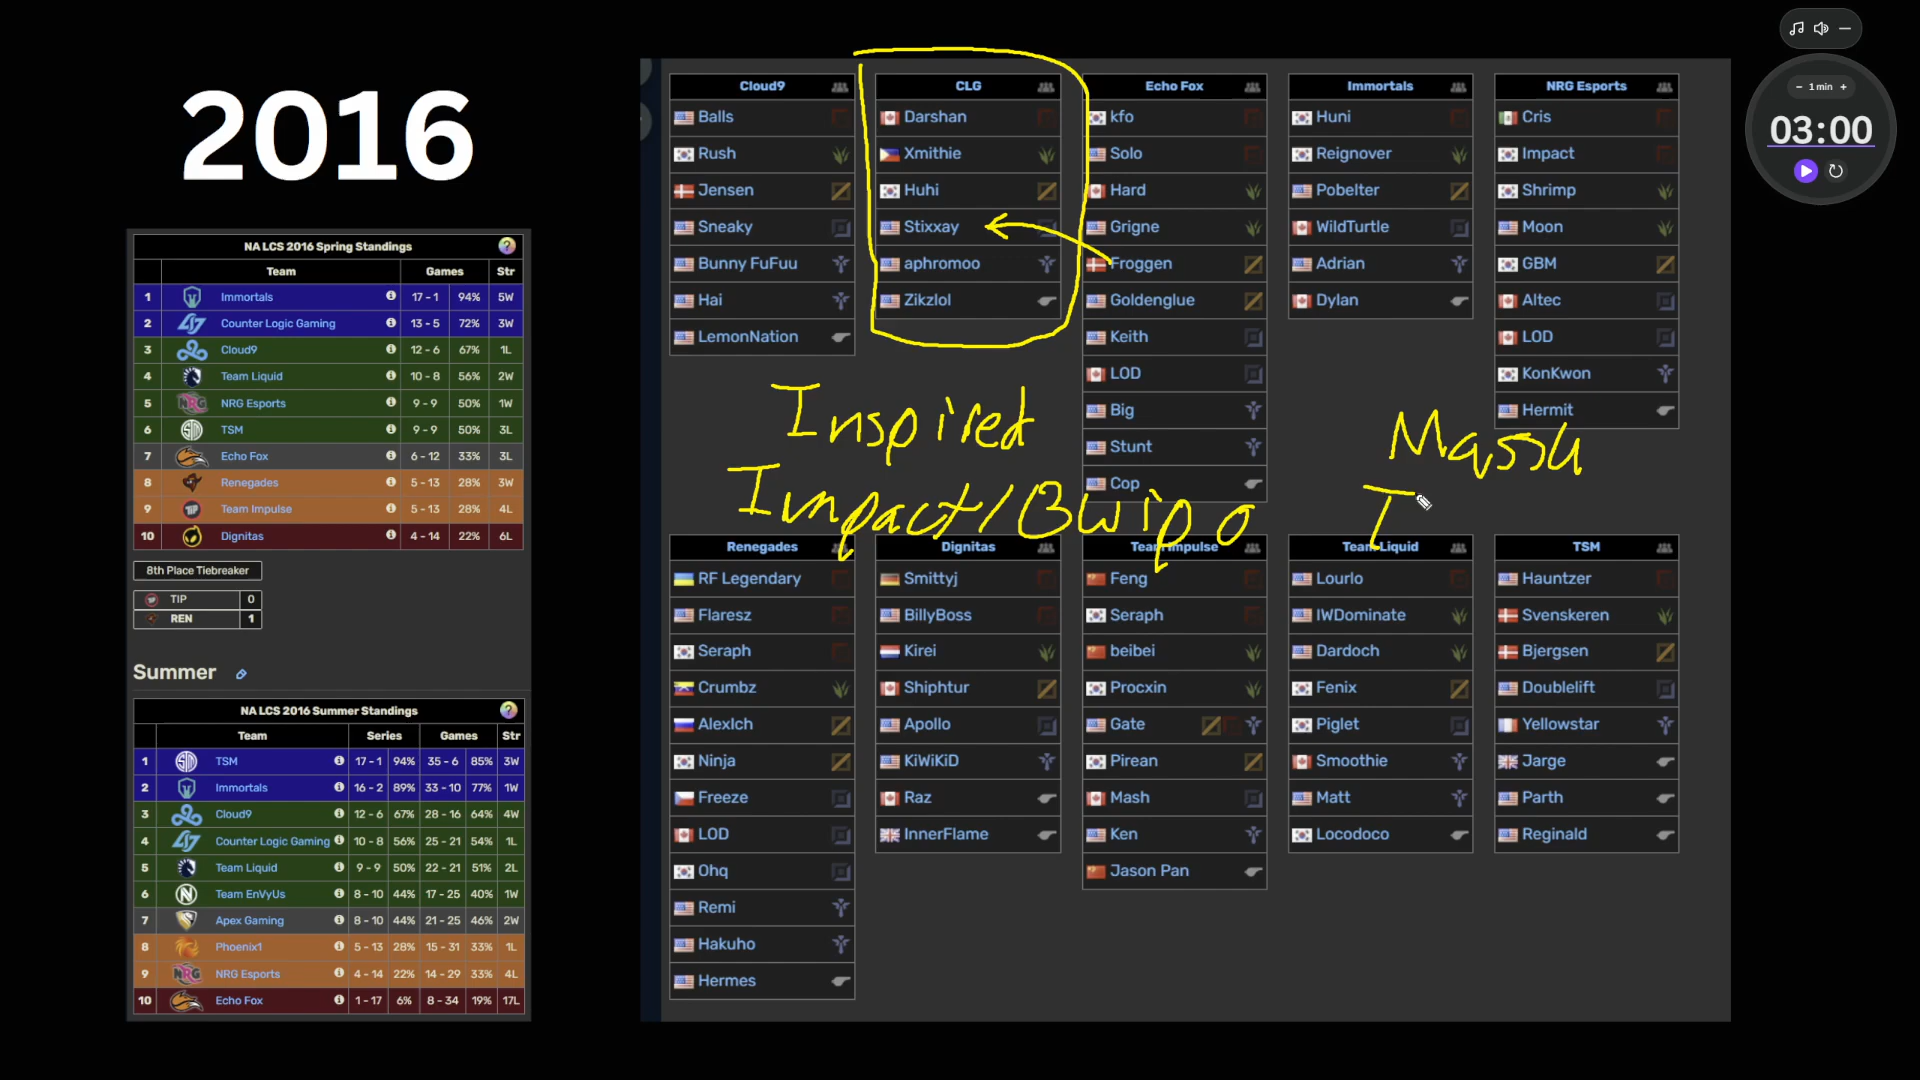 2016
1 min
03:00
NA LCS 2016 Spring Standings
Team Games Str
1 Immortals 17 - 1 94% 5W
2 Counter Logic Gaming 13 - 5 72% 3W
3 Cloud9 12 - 6 67% 1L
4 Team Liquid 10 - 8 56% 2W
5 NRG Esports 9 - 9 50% 1W
6 TSM 9 - 9 50% 3L
7 Echo Fox 6 - 12 33% 3L
8 Renegades 5 - 13 28% 3W
9 Team Impulse 5 - 13 28% 4L
10 Dignitas 4 - 14 22% 6L
8th Place Tiebreaker
TIP 0
REN 1
Summer
NA LCS 2016 Summer Standings
Team Series Games Str
1 TSM 17 - 1 94% 35 - 6 85% 3W
2 Immortals 16 - 2 89% 33 - 10 77% 1W
3 Cloud9 12 - 6 67% 28 - 16 64% 4W
4 Counter Logic Gaming 10 - 8 56% 25 - 21 54% 1L
5 Team Liquid 9 - 9 50% 22 - 21 51% 2L
6 Team EnVyUs 8 - 10 44% 17 - 25 40% 1W
7 Apex Gaming 8 - 10 44% 21 - 25 46% 2W
8 Phoenix1 5 - 13 28% 15 - 31 33% 1L
9 NRG Esports 4 - 14 22% 14 - 29 33% 4L
10 Echo Fox 1 - 17 6% 8 - 34 19% 17L
Cloud9
Balls
Rush
Jensen
Sneaky
Bunny FuFuu
Hai
LemonNation
CLG
Darshan
Xmithie
Huhi
Stixxay
aphromoo
Zikzlol
Echo Fox
kfo
Solo
Hard
Grigne
Froggen
Goldenglue
Keith
LOD
Big
Stunt
Cop
Immortals
Huni
Reignover
Pobelter
WildTurtle
Adrian
Dylan
NRG Esports
Cris
Impact
Shrimp
Moon
GBM
Altec
LOD
KonKwon
Hermit
Inspired
Impact/Bwipo
Massu
I
Renegades
RF Legendary
Flaresz
Seraph
Crumbz
AlexIch
Ninja
Freeze
LOD
Ohq
Remi
Hakuho
Hermes
Dignitas
Smittyj
BillyBoss
Kirei
Shiphtur
Apollo
KiWiKiD
Raz
InnerFlame
Team Impulse
Feng
Seraph
beibei
Procxin
Gate
Pirean
Mash
Ken
Jason Pan
Team Liquid
Lourlo
IWDominate
Dardoch
Fenix
Piglet
Smoothie
Matt
Locodoco
TSM
Hauntzer
Svenskeren
Bjergsen
Doublelift
Yellowstar
Jarge
Parth
Reginald